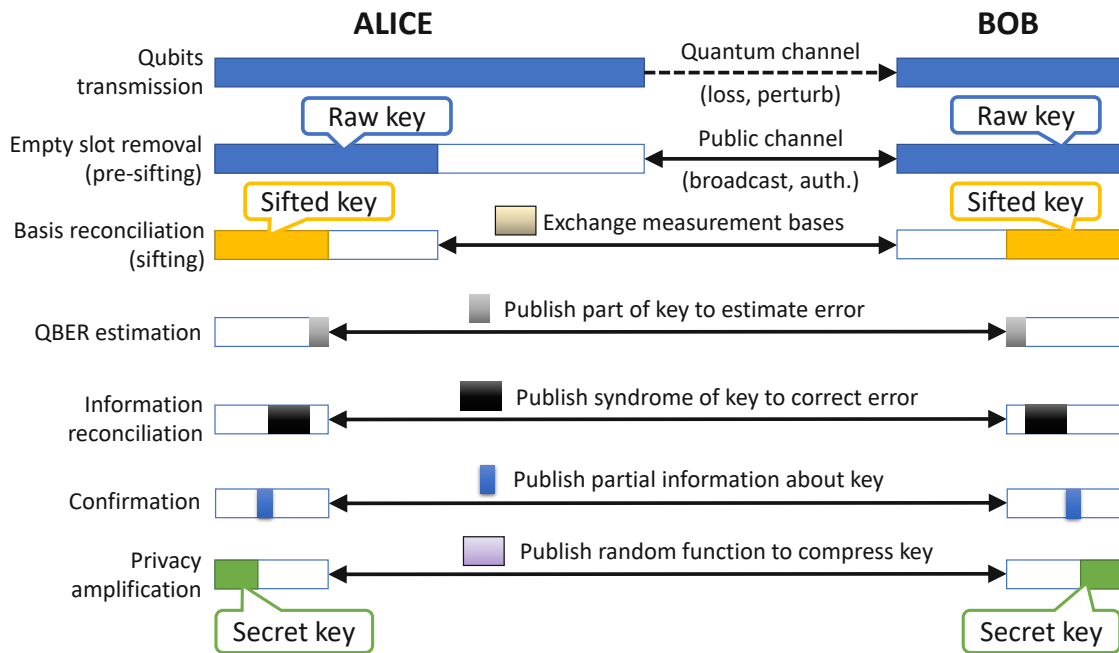 ALICE
BOB
Qubits
transmission
Quantum channel
(loss, perturb)
Raw key
Raw key
Empty slot removal
(pre-sifting)
Public channel
(broadcast, auth.)
Sifted key
Sifted key
Basis reconciliation
(sifting)
Exchange measurement bases
QBER estimation
Publish part of key to estimate error
Information
reconciliation
Publish syndrome of key to correct error
Confirmation
Publish partial information about key
Privacy
amplification
Publish random function to compress key
Secret key
Secret key